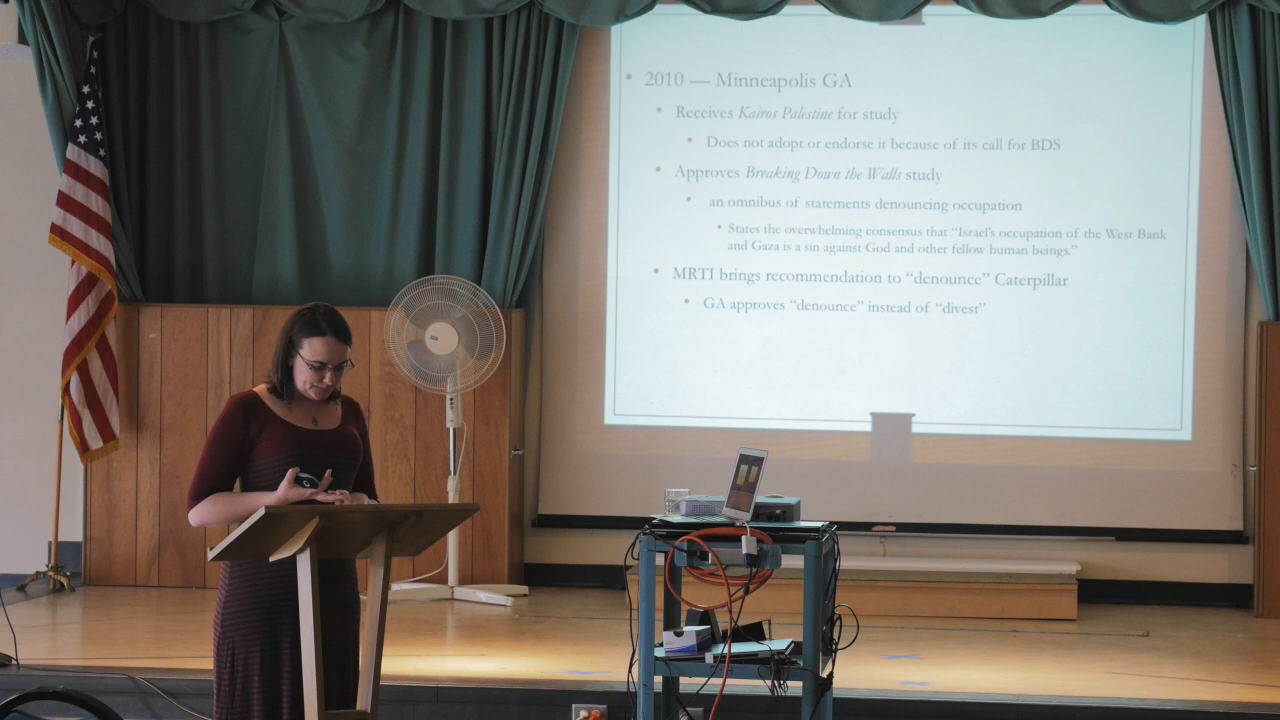 2010 — Minneapolis GA
Receives Kairos Palestine for study
Does not adopt or endorse it because of its call for BDS
Approves Breaking Down the Walls study
an omnibus of statements denouncing occupation
States the overwhelming consensus that “Israel’s occupation of the West Bank
and Gaza is a sin against God and other fellow human beings.”
MRTI brings recommendation to “denounce” Caterpillar
GA approves “denounce” instead of “divest”